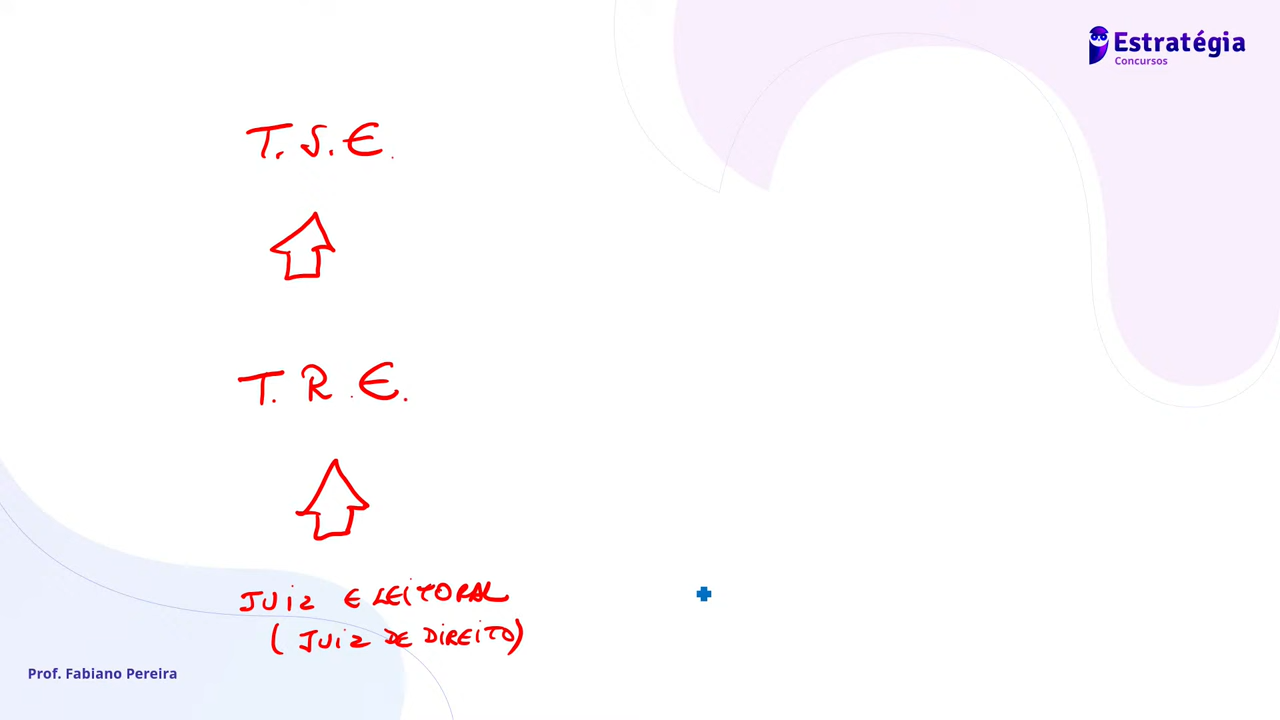 Estratégia
Concursos
T.S.E.
T.R.E.
JUIZ ELEITORAL
(JUIZ DE DIREITO)
Prof. Fabiano Pereira